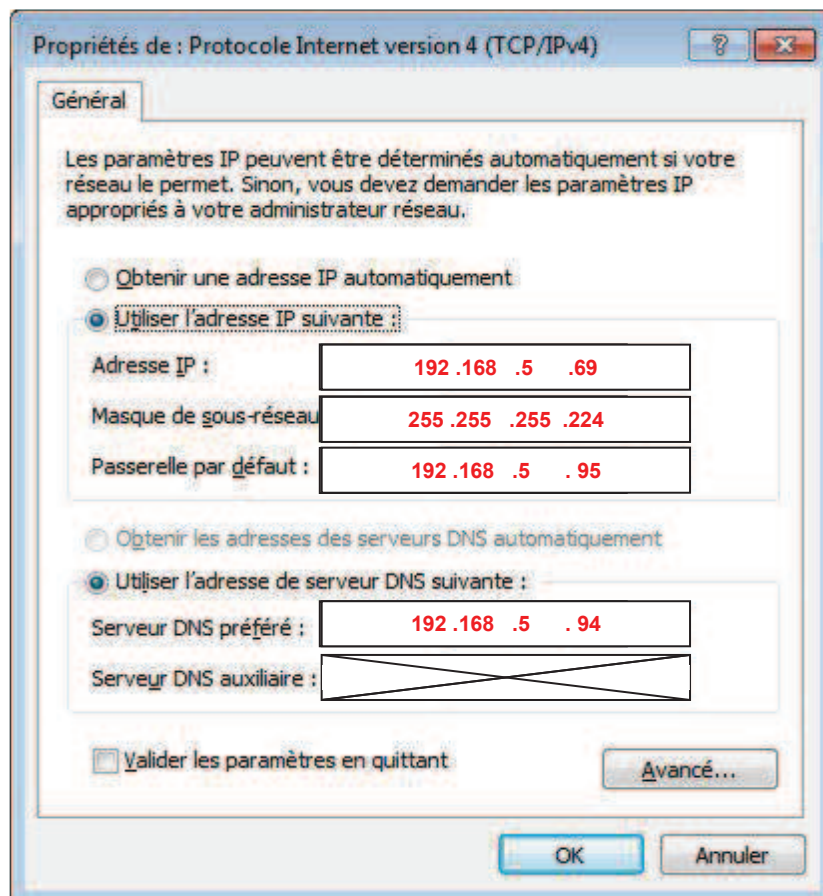 Propriétés de : Protocole Internet version 4 (TCP/IPv4)
Général
Les paramètres IP peuvent être déterminés automatiquement si votre
réseau le permet. Sinon, vous devez demander les paramètres IP
appropriés à votre administrateur réseau.
Obtenir une adresse IP automatiquement
Utiliser l'adresse IP suivante :
Adresse IP : 192 .168 .5 .69
Masque de sous-réseau 255 .255 .255 .224
Passerelle par défaut : 192 .168 .5 . 95
Obtenir les adresses des serveurs DNS automatiquement
Utiliser l'adresse de serveur DNS suivante :
Serveur DNS préféré : 192 .168 .5 . 94
Serveur DNS auxiliaire :
Valider les paramètres en quittant
Avancé...
OK Annuler